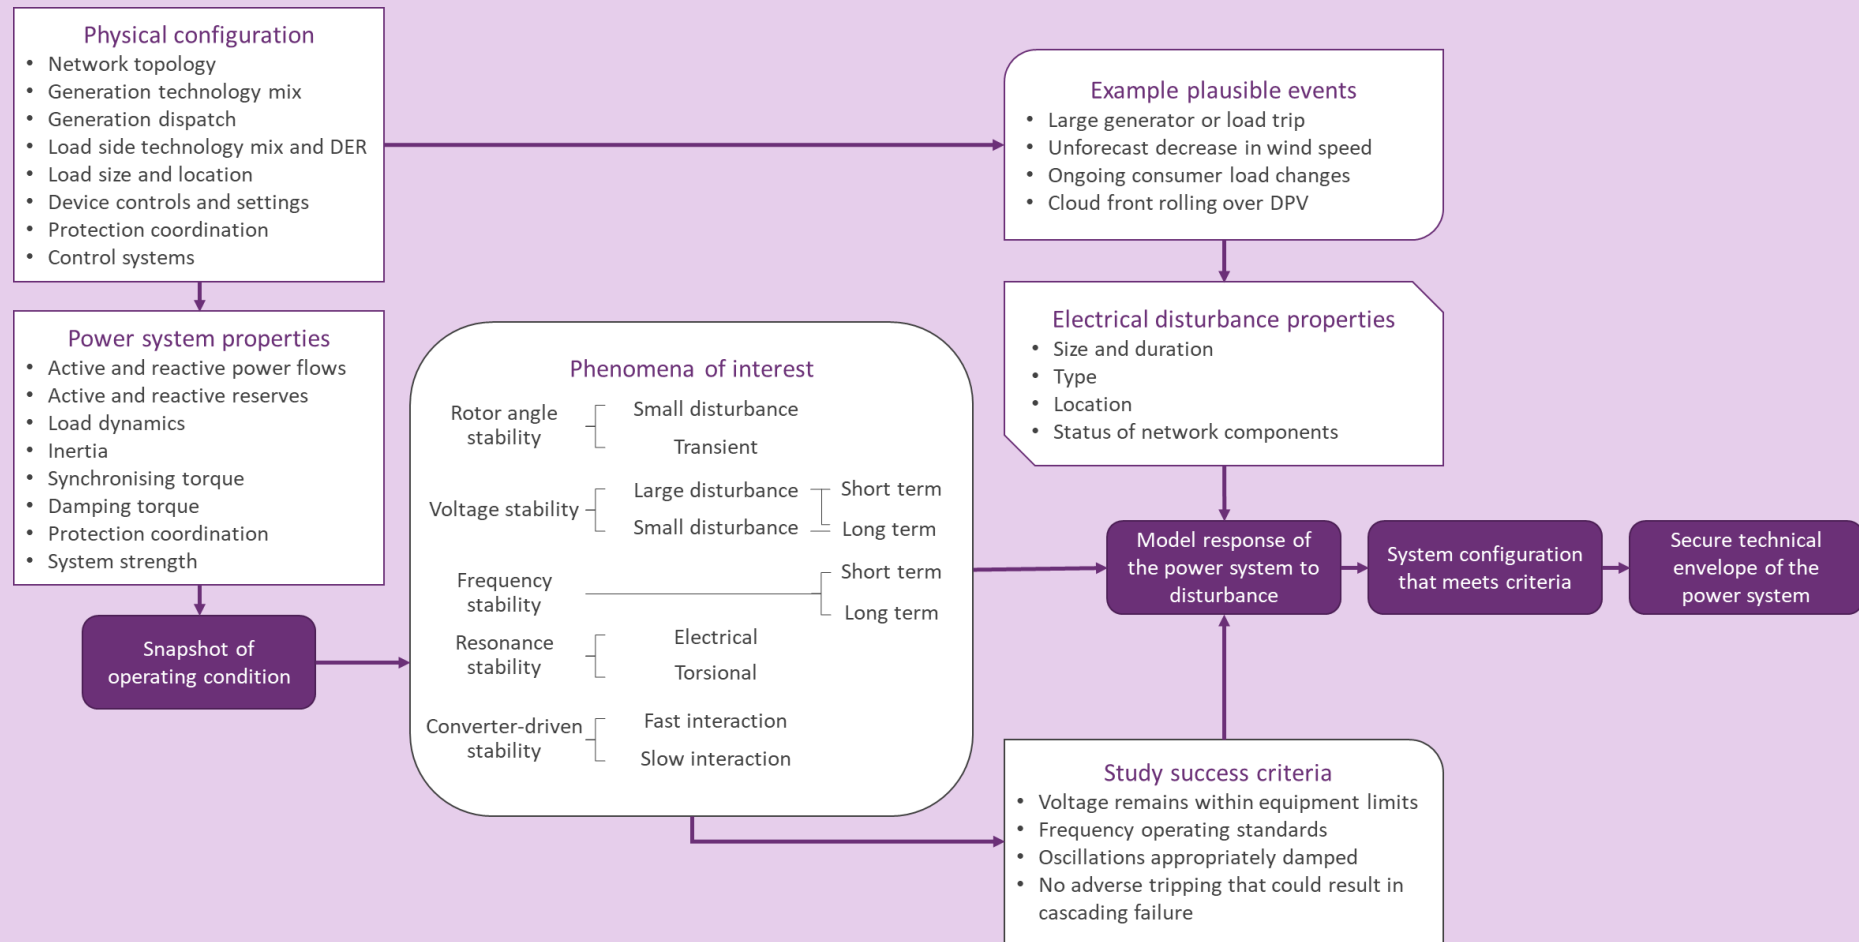 Physical configuration
• Network topology
• Generation technology mix
• Generation dispatch
• Load side technology mix and DER
• Load size and location
• Device controls and settings
• Protection coordination
• Control systems
Power system properties
• Active and reactive power flows
• Active and reactive reserves
• Load dynamics
• Inertia
• Synchronising torque
• Damping torque
• Protection coordination
• System strength
Snapshot of
operating condition
Phenomena of interest
Rotor angle
stability
Small disturbance
Transient
Voltage stability
Large disturbance
Small disturbance
Short term
Long term
Frequency
stability
Short term
Long term
Resonance
stability
Electrical
Torsional
Converter-driven
stability
Fast interaction
Slow interaction
Example plausible events
• Large generator or load trip
• Unforecast decrease in wind speed
• Ongoing consumer load changes
• Cloud front rolling over DPV
Electrical disturbance properties
• Size and duration
• Type
• Location
• Status of network components
Model response of
the power system to
disturbance
System configuration
that meets criteria
Secure technical
envelope of the
power system
Study success criteria
• Voltage remains within equipment limits
• Frequency operating standards
• Oscillations appropriately damped
• No adverse tripping that could result in
cascading failure